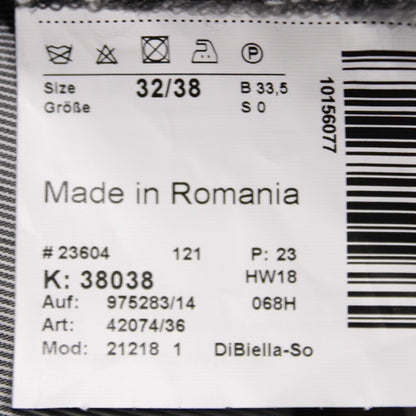 P
Size 32/38 B 33,5
Größe S 0
10156077
Made in Romania
# 23604 121 P: 23
K: 38038 HW18
Auf: 975283/14 068H
Art: 42074/36
Mod: 21218 1 DiBiella-So